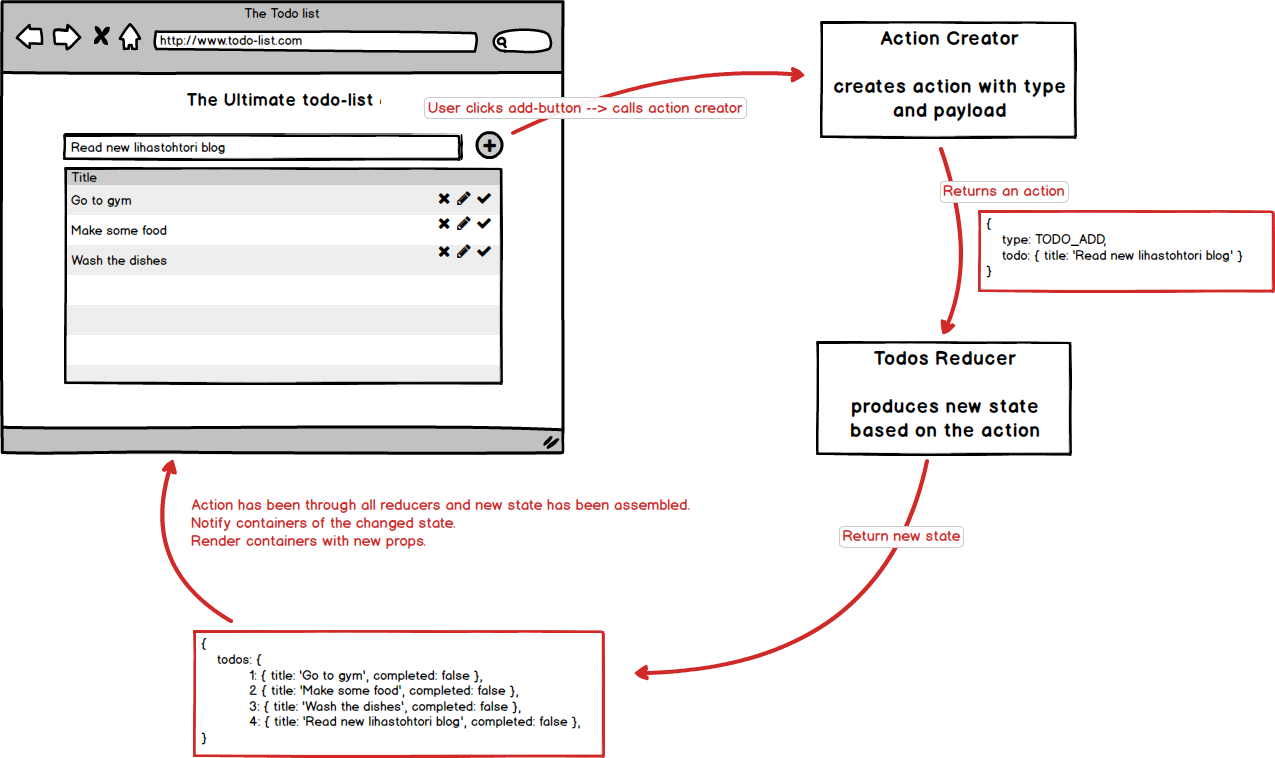 The Todo list
http://www.todo-list.com
The Ultimate todo-list
User clicks add-button --> calls action creator
Read new lihastohtori blog
Title
Go to gym
Make some food
Wash the dishes
Action Creator
creates action with type
and payload
Returns an action
{
type: TODO_ADD,
todo: { title: 'Read new lihastohtori blog' }
}
Todos Reducer
produces new state
based on the action
Return new state
{
todos: {
1: { title: 'Go to gym', completed: false },
2 { title: 'Make some food', completed: false },
3: { title: 'Wash the dishes', completed: false },
4: { title: 'Read new lihastohtori blog', completed: false },
}
Action has been through all reducers and new state has been assembled.
Notify containers of the changed state.
Render containers with new props.